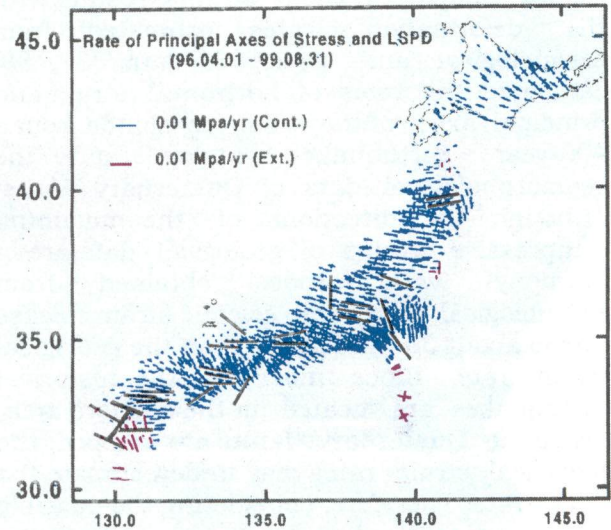 Rate of Principal Axes of Stress and LSPD
(96.04.01 - 99.08.31)
0.01 Mpa/yr (Cont.)
0.01 Mpa/yr (Ext.)
45.0
40.0
35.0
30.0
130.0
135.0
140.0
145.0